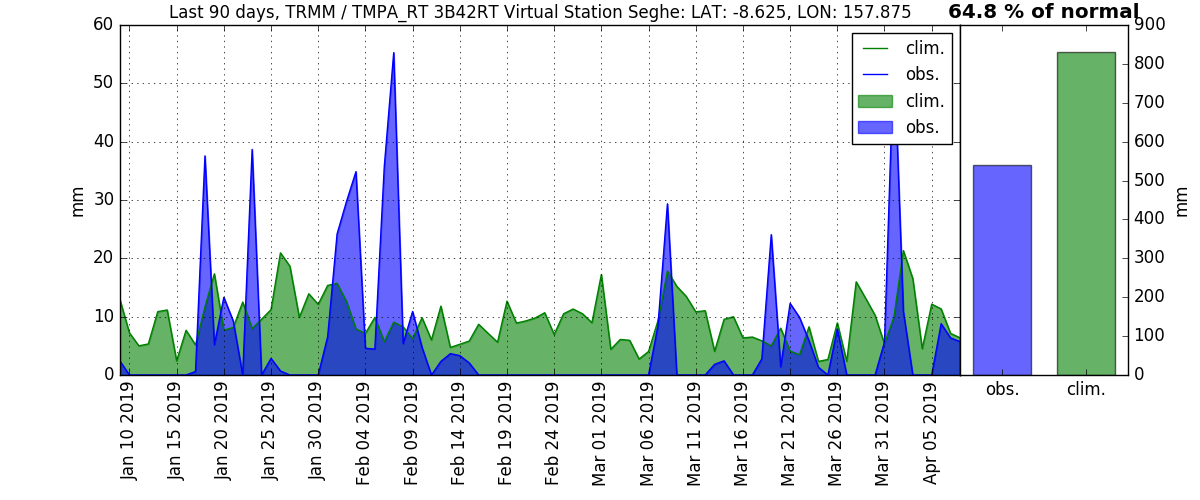 Last 90 days, TRMM / TMPA_RT 3B42RT Virtual Station Seghe: LAT: -8.625, LON: 157.875
64.8 % of normal
60
50
40
30
20
10
0
mm
clim.
obs.
clim.
obs.
Jan 10 2019
Jan 15 2019
Jan 20 2019
Jan 25 2019
Jan 30 2019
Feb 04 2019
Feb 09 2019
Feb 14 2019
Feb 19 2019
Feb 24 2019
Mar 01 2019
Mar 06 2019
Mar 11 2019
Mar 16 2019
Mar 21 2019
Mar 26 2019
Mar 31 2019
Apr 05 2019
900
800
700
600
500
400
300
200
100
0
mm
obs.
clim.